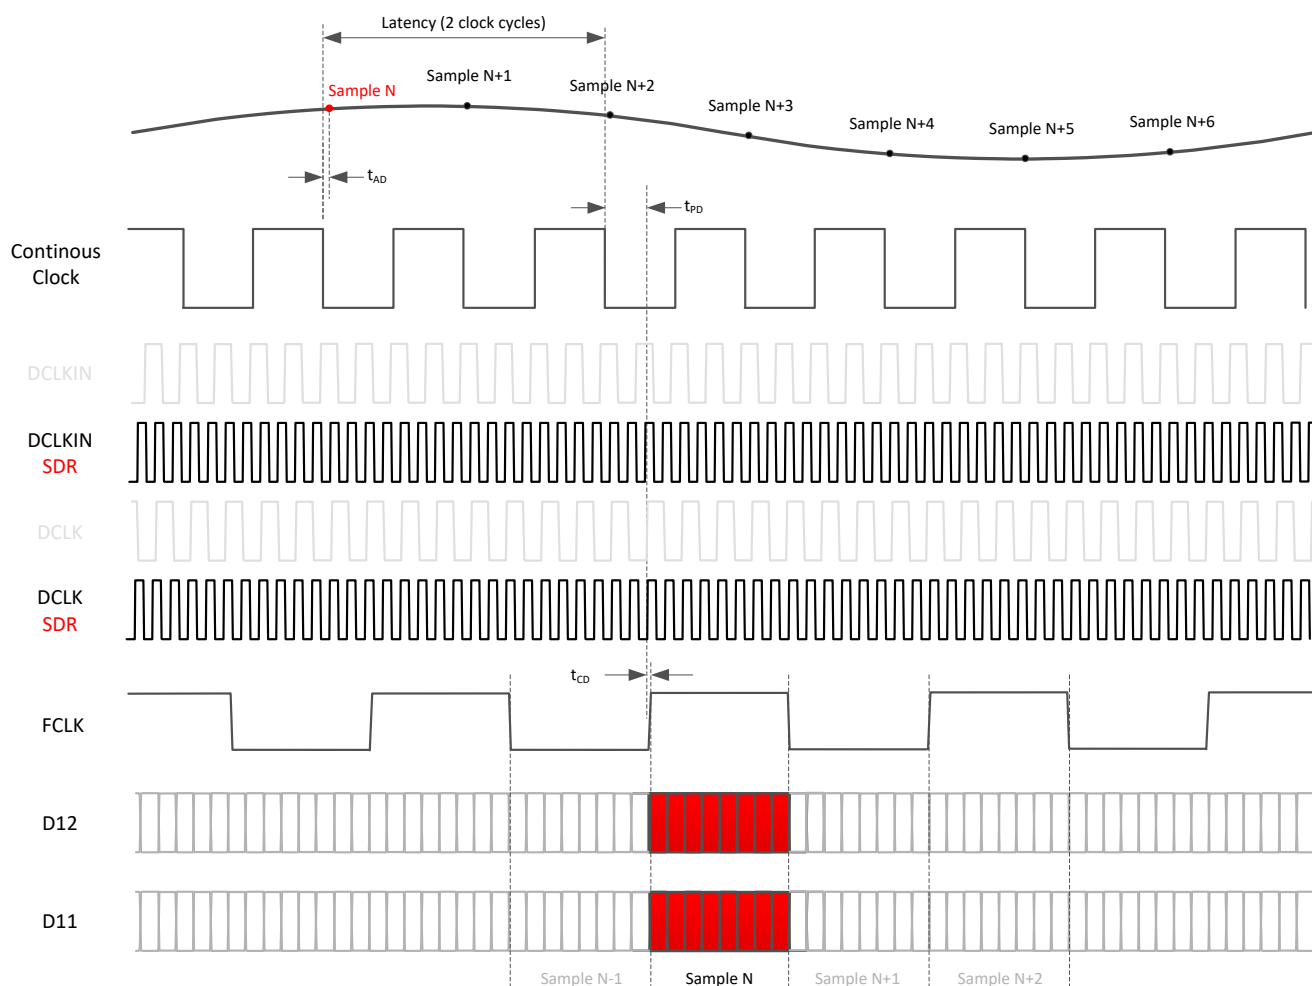 Latency (2 clock cycles)
Sample N
Sample N+1
Sample N+2
Sample N+3
Sample N+4
Sample N+5
Sample N+6
tAD
tPD
Continous
Clock
DCLKIN
DCLKIN
SDR
DCLK
DCLK
SDR
tCD
FCLK
D12
D11
Sample N-1
Sample N
Sample N+1
Sample N+2